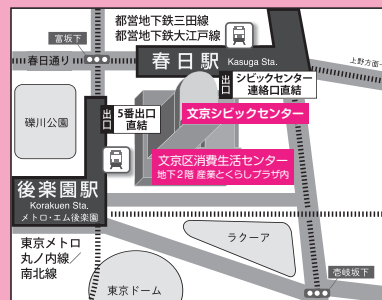 都営地下鉄三田線
都営地下鉄大江戸線
富坂下
春日通り
春日駅 Kasuga Sta.
上野方面→
出口
シビックセンター
連絡口直結
文京シビックセンター
出口
5番出口
直結
礫川公園
文京区消費生活センター
地下2階 産業とくらしプラザ内
後楽園駅
Korakuen Sta.
メトロ・エム後楽園
東京メトロ
丸ノ内線／
南北線
ラクーア
東京ドーム
壱岐坂下